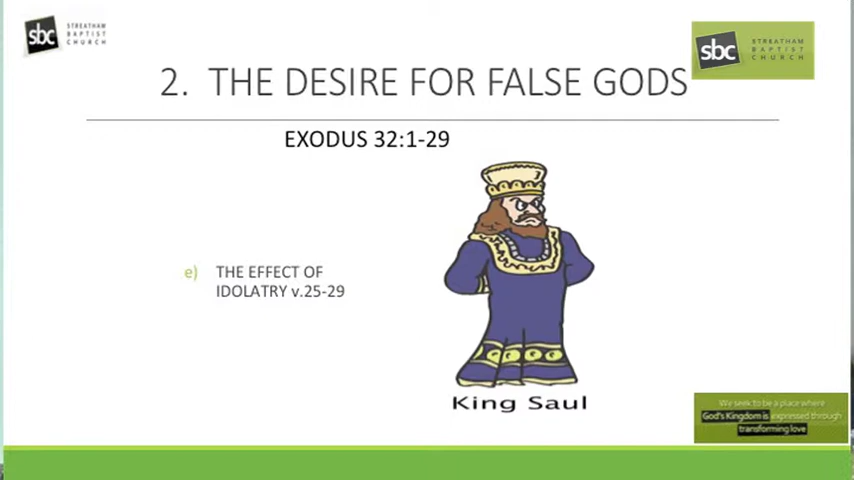 sbc
STREATHAM
BAPTIST
CHURCH
sbc
STREATHAM
BAPTIST
CHURCH
2. THE DESIRE FOR FALSE GODS
EXODUS 32:1-29
e) THE EFFECT OF
IDOLATRY v.25-29
King Saul
We seek to be a place where
God's Kingdom is expressed through
transforming love